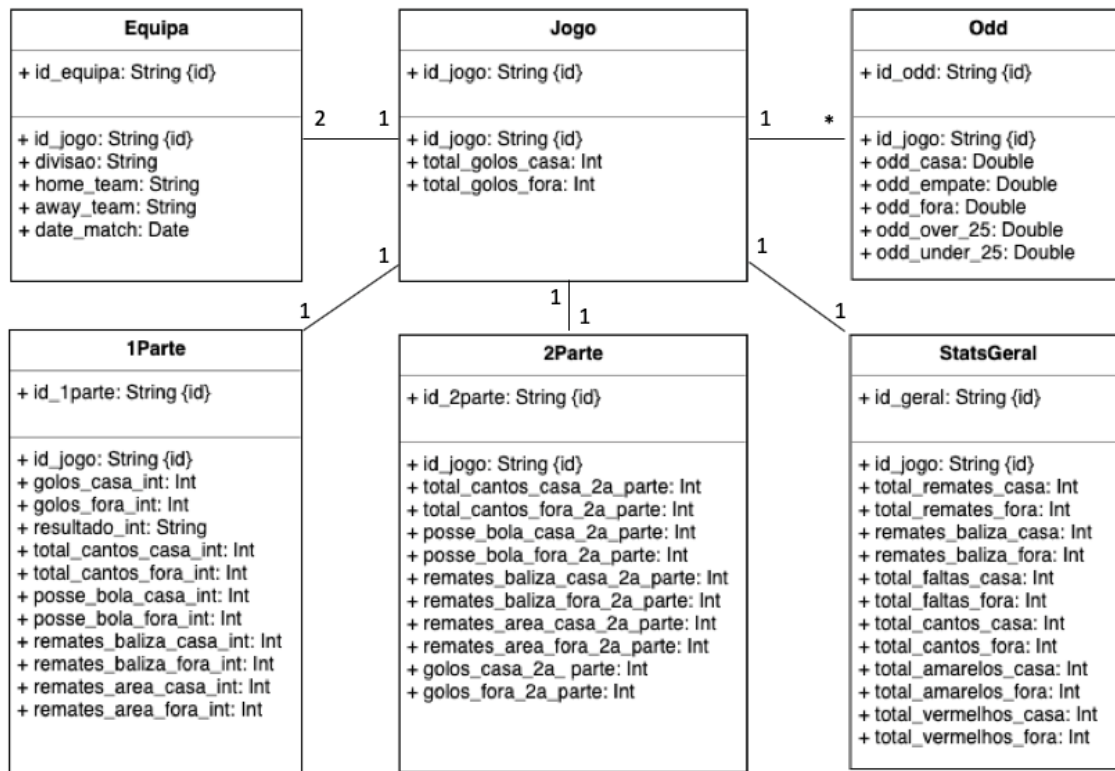 Equipa
+ id_equipa: String {id}
+ id_jogo: String {id}
+ divisao: String
+ home_team: String
+ away_team: String
+ date_match: Date
2
1
Jogo
+ id_jogo: String {id}
+ id_jogo: String {id}
+ total_golos_casa: Int
+ total_golos_fora: Int
1
*
Odd
+ id_odd: String {id}
+ id_jogo: String {id}
+ odd_casa: Double
+ odd_empate: Double
+ odd_fora: Double
+ odd_over_25: Double
+ odd_under_25: Double
1
1
1
1
1
1
1Parte
+ id_1parte: String {id}
+ id_jogo: String {id}
+ golos_casa_int: Int
+ golos_fora_int: Int
+ resultado_int: String
+ total_cantos_casa_int: Int
+ total_cantos_fora_int: Int
+ posse_bola_casa_int: Int
+ posse_bola_fora_int: Int
+ remates_baliza_casa_int: Int
+ remates_baliza_fora_int: Int
+ remates_area_casa_int: Int
+ remates_area_fora_int: Int
2Parte
+ id_2parte: String {id}
+ id_jogo: String {id}
+ total_cantos_casa_2a_parte: Int
+ total_cantos_fora_2a_parte: Int
+ posse_bola_casa_2a_parte: Int
+ posse_bola_fora_2a_parte: Int
+ remates_baliza_casa_2a_parte: Int
+ remates_baliza_fora_2a_parte: Int
+ remates_area_casa_2a_parte: Int
+ remates_area_fora_2a_parte: Int
+ golos_casa_2a_ parte: Int
+ golos_fora_2a_parte: Int
StatsGeral
+ id_geral: String {id}
+ id_jogo: String {id}
+ total_remates_casa: Int
+ total_remates_fora: Int
+ remates_baliza_casa: Int
+ remates_baliza_fora: Int
+ total_faltas_casa: Int
+ total_faltas_fora: Int
+ total_cantos_casa: Int
+ total_cantos_fora: Int
+ total_amarelos_casa: Int
+ total_amarelos_fora: Int
+ total_vermelhos_casa: Int
+ total_vermelhos_fora: Int